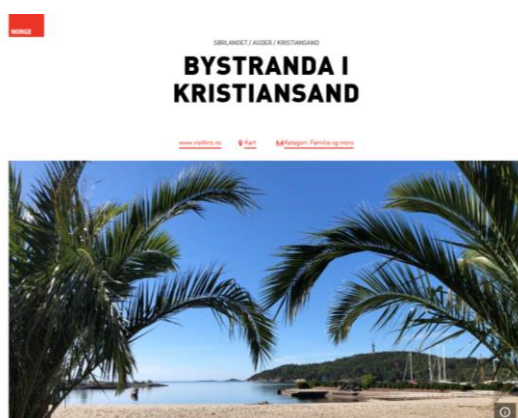 NORGE
SØRLANDET / AGDER / KRISTIANSAND
BYSTRANDA I
KRISTIANSAND
www.visitkrs.no Kart Kategori: Familie og moro